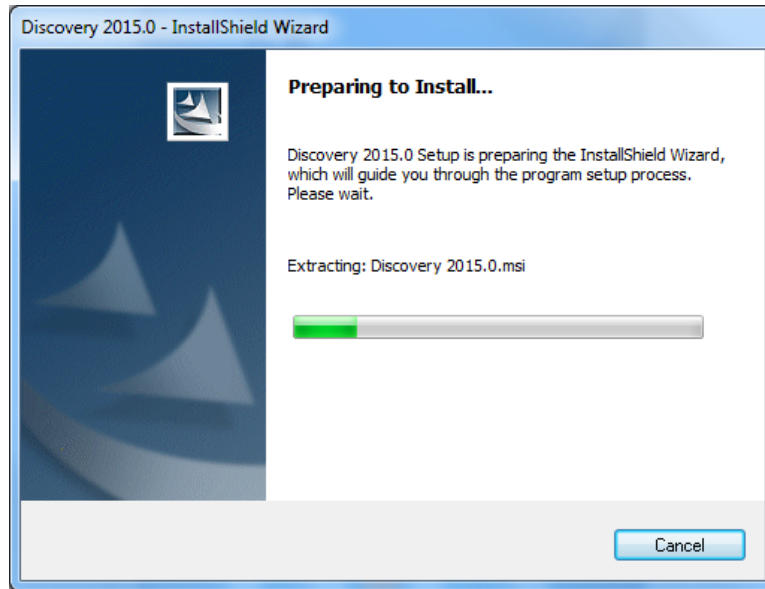 Discovery 2015.0 - InstallShield Wizard
Preparing to Install...
Discovery 2015.0 Setup is preparing the InstallShield Wizard,
which will guide you through the program setup process.
Please wait.
Extracting: Discovery 2015.0.msi
Cancel